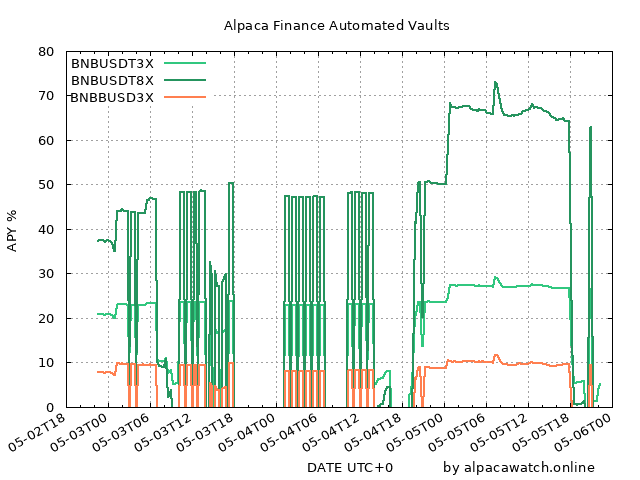 Alpaca Finance Automated Vaults
BNBUSDT3X
BNBUSDT8X
BNBBUSD3X
80
70
60
50
40
30
20
10
0
APY %
05-02T18
05-03T00
05-03T06
05-03T12
05-03T18
05-04T00
05-04T06
05-04T12
05-04T18
05-05T00
05-05T06
05-05T12
05-05T18
05-06T00
DATE UTC+0
by alpacawatch.online